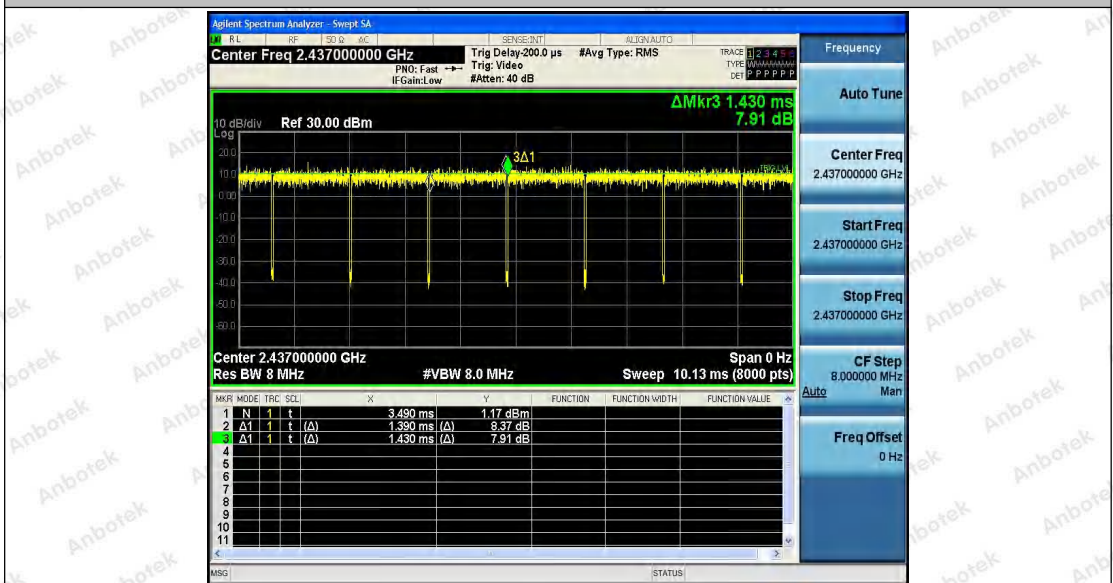 Agilent Spectrum Analyzer - Swept SA
RL RF 50 Ω AC SENSE:INT ALIGNAUTO
Center Freq 2.437000000 GHz
PNO: Fast
IFGain:Low
Trig Delay-200.0 µs
Trig: Video
#Atten: 40 dB
#Avg Type: RMS
TRACE 1 2 3 4 5 6
TYPE
DET P P P P P P
ΔMkr3 1.430 ms
7.91 dB
10 dB/div Ref 30.00 dBm
Log
20.0
10.0
0.00
-10.0
-20.0
-30.0
-40.0
-50.0
-60.0
3Δ1
TRIG LVL
Center 2.437000000 GHz Span 0 Hz
Res BW 8 MHz #VBW 8.0 MHz Sweep 10.13 ms (8000 pts)
MKR MODE TRC SCL X Y FUNCTION FUNCTION WIDTH FUNCTION VALUE
1 N 1 t 3.490 ms 1.17 dBm
2 Δ1 1 t (Δ) 1.390 ms (Δ) 8.37 dB
3 Δ1 1 t (Δ) 1.430 ms (Δ) 7.91 dB
4
5
6
7
8
9
10
11
MSG STATUS
Frequency
Auto Tune
Center Freq
2.437000000 GHz
Start Freq
2.437000000 GHz
Stop Freq
2.437000000 GHz
CF Step
8.000000 MHz
Auto Man
Freq Offset
0 Hz
Anbotek